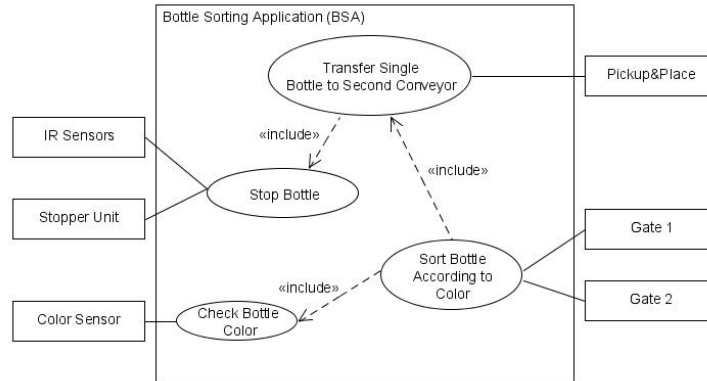 Bottle Sorting Application (BSA)
Transfer Single
Bottle to Second Conveyor
Pickup&Place
IR Sensors
«include»
«include»
Stop Bottle
Stopper Unit
Gate 1
Sort Bottle
According to
Color
«include»
Gate 2
Color Sensor
Check Bottle
Color